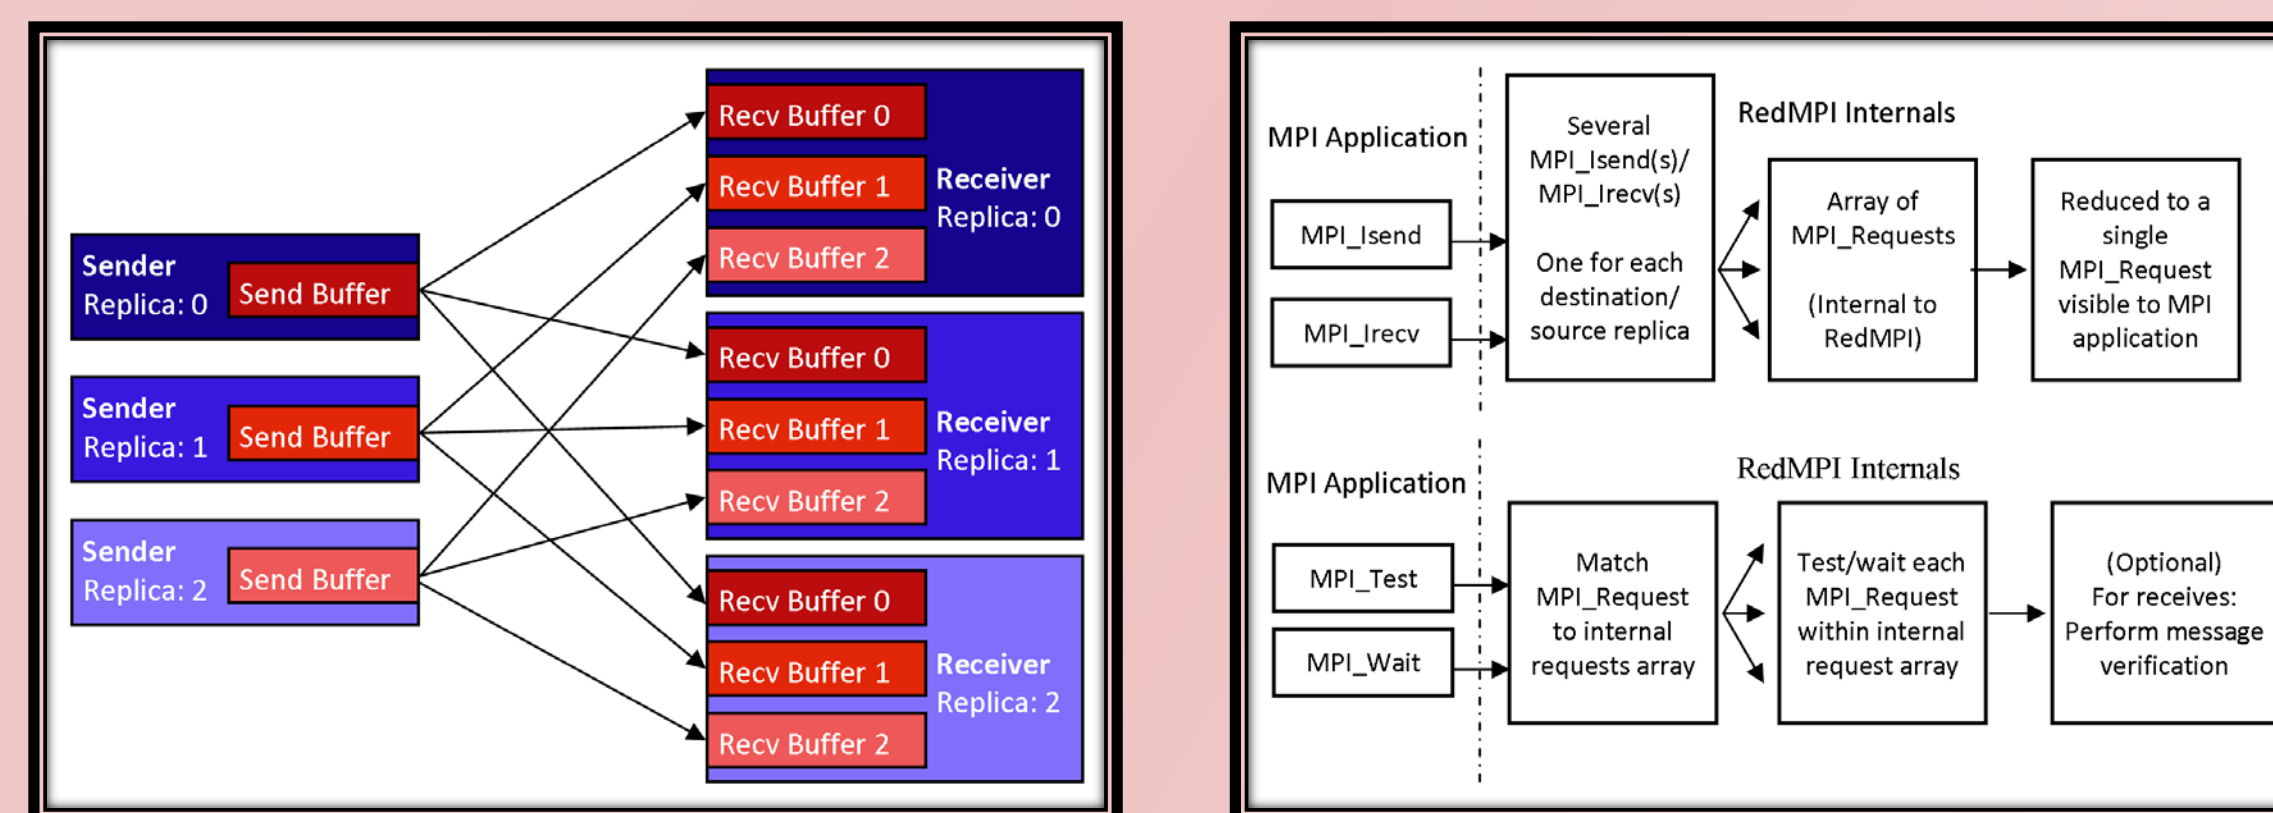 Sender
Replica: 0
Send Buffer
Sender
Replica: 1
Send Buffer
Sender
Replica: 2
Send Buffer
Recv Buffer 0
Recv Buffer 1
Recv Buffer 2
Receiver
Replica: 0
Recv Buffer 0
Recv Buffer 1
Recv Buffer 2
Receiver
Replica: 1
Recv Buffer 0
Recv Buffer 1
Recv Buffer 2
Receiver
Replica: 2
MPI Application
MPI_Isend
MPI_Irecv
Several
MPI_Isend(s)/
MPI_Irecv(s)
One for each
destination/
source replica
RedMPI Internals
Array of
MPI_Requests
(Internal to
RedMPI)
Reduced to a
single
MPI_Request
visible to MPI
application
MPI Application
MPI_Test
MPI_Wait
Match
MPI_Request
to internal
requests array
RedMPI Internals
Test/wait each
MPI_Request
within internal
request array
(Optional)
For receives:
Perform message
verification